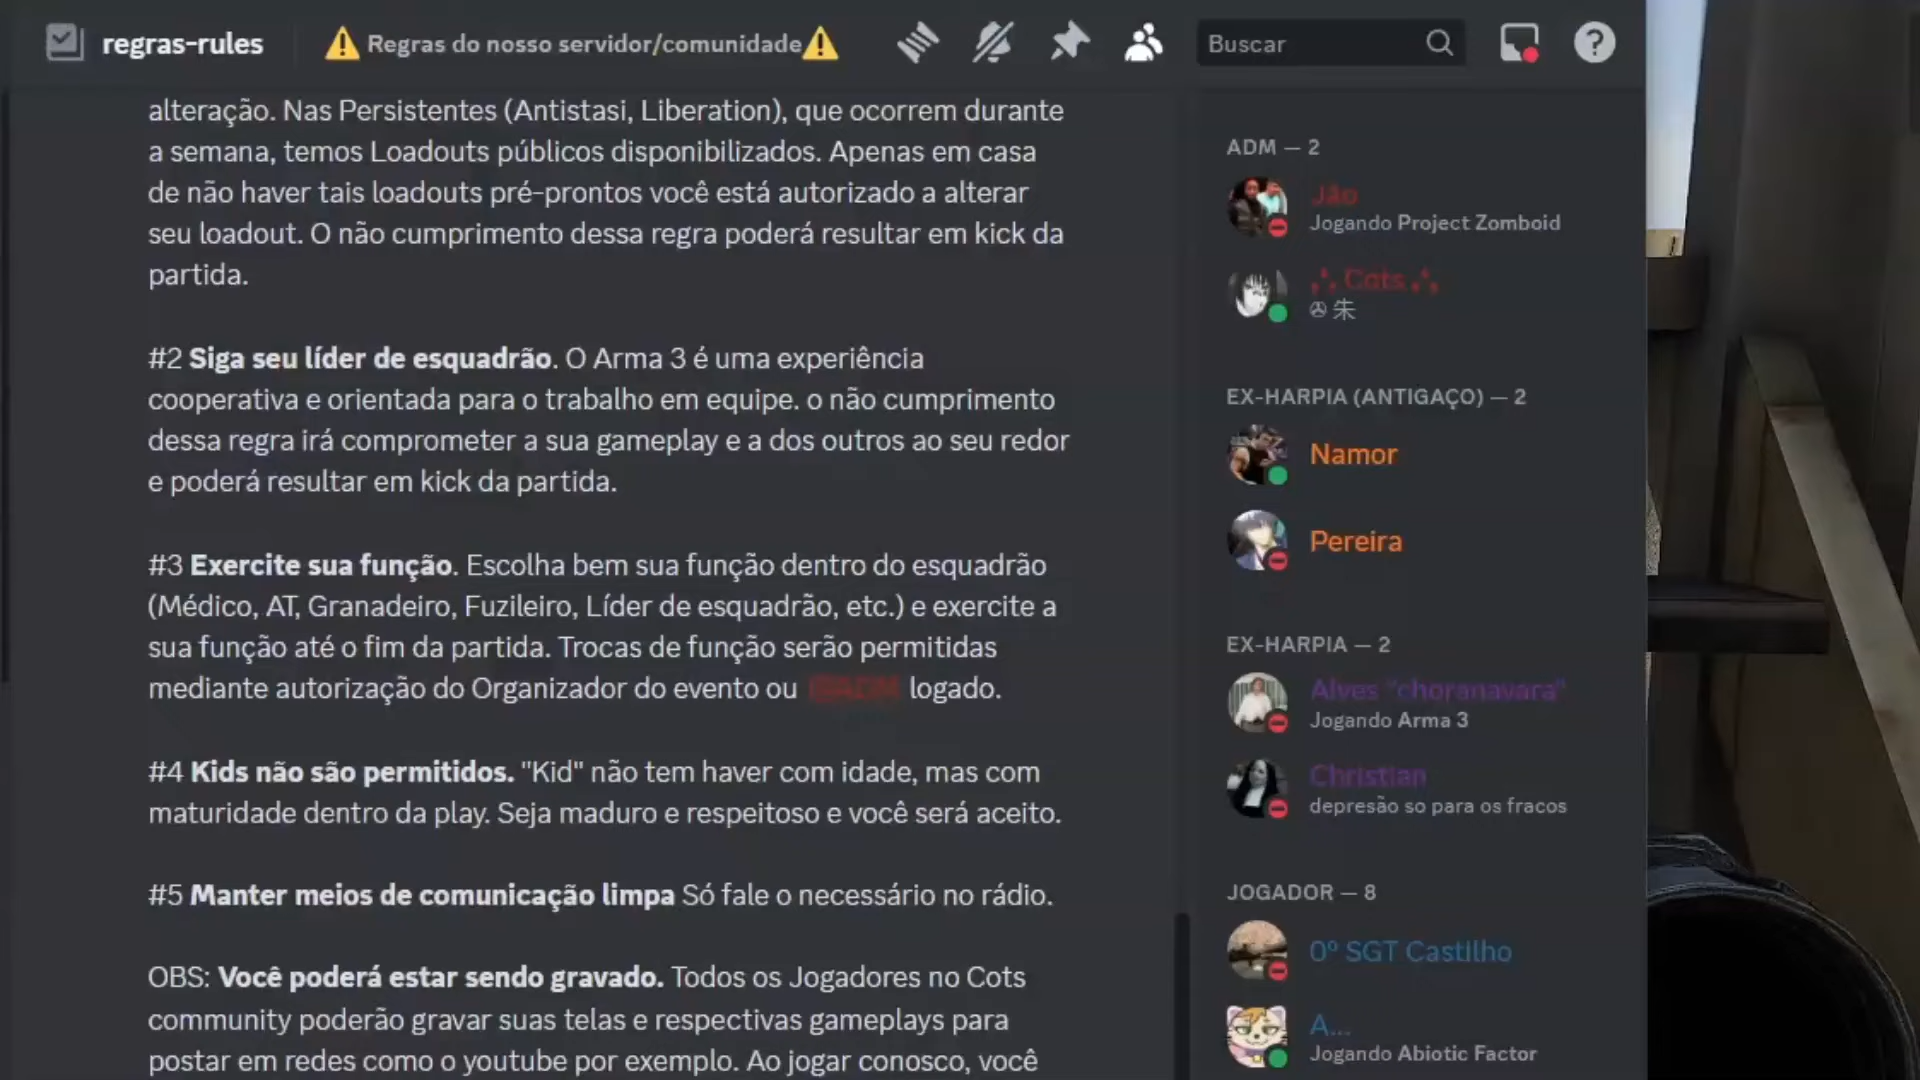 regras-rules
⚠️Regras do nosso servidor/comunidade⚠️
Buscar
alteração. Nas Persistentes (Antistasi, Liberation), que ocorrem durante
a semana, temos Loadouts públicos disponibilizados. Apenas em casa
de não haver tais loadouts pré-prontos você está autorizado a alterar
seu loadout. O não cumprimento dessa regra poderá resultar em kick da
partida.
#2 Siga seu líder de esquadrão. O Arma 3 é uma experiência
cooperativa e orientada para o trabalho em equipe. o não cumprimento
dessa regra irá comprometer a sua gameplay e a dos outros ao seu redor
e poderá resultar em kick da partida.
#3 Exercite sua função. Escolha bem sua função dentro do esquadrão
(Médico, AT, Granadeiro, Fuzileiro, Líder de esquadrão, etc.) e exercite a
sua função até o fim da partida. Trocas de função serão permitidas
mediante autorização do Organizador do evento ou logado.
#4 Kids não são permitidos. "Kid" não tem haver com idade, mas com
maturidade dentro da play. Seja maduro e respeitoso e você será aceito.
#5 Manter meios de comunicação limpa Só fale o necessário no rádio.
OBS: Você poderá estar sendo gravado. Todos os Jogadores no Cots
community poderão gravar suas telas e respectivas gameplays para
postar em redes como o youtube por exemplo. Ao jogar conosco, você
ADM — 2
Jão
Jogando Project Zomboid
Cots
✇ 朱
EX-HARPIA (ANTIGAÇO) — 2
Namor
Pereira
EX-HARPIA — 2
Alves "choranavara"
Jogando Arma 3
Christian
depresão so para os fracos
JOGADOR — 8
0º SGT Castilho
A...
Jogando Abiotic Factor